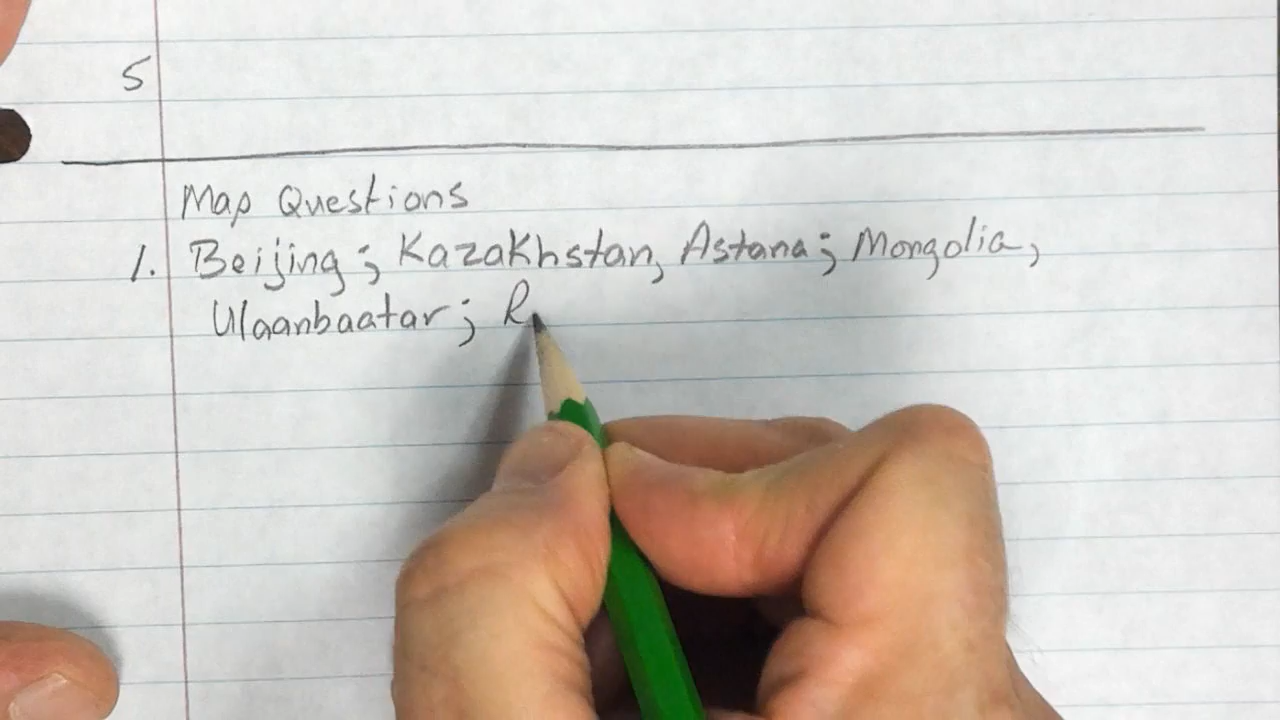 5
Map Questions
1. Beijing; Kazakhstan, Astana; Mongolia,
Ulaanbaatar; R